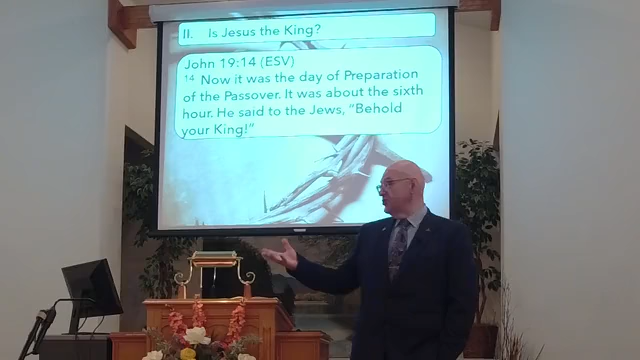 II. Is Jesus the King?
John 19:14 (ESV)
14 Now it was the day of Preparation
of the Passover. It was about the sixth
hour. He said to the Jews, “Behold
your King!”